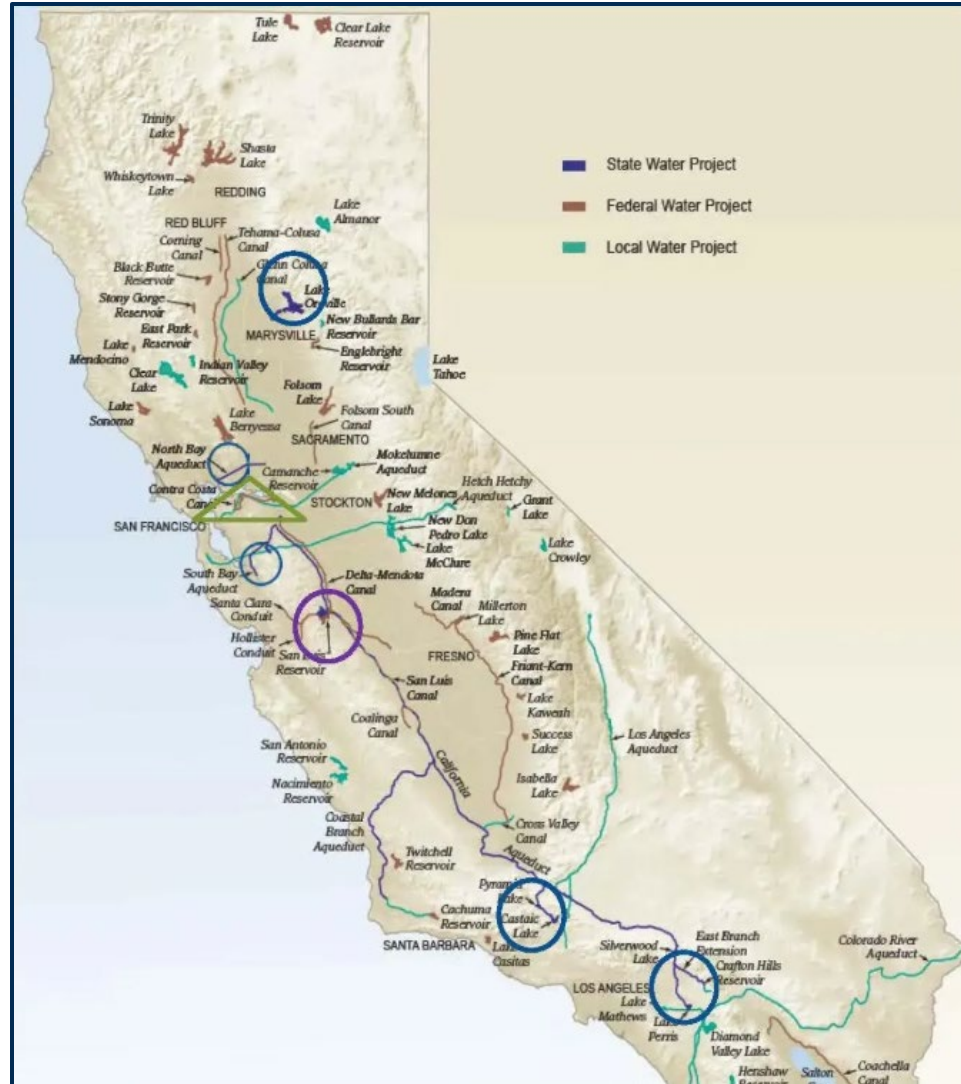 Tule
Lake
Clear Lake
Reservoir
Trinity
Lake
Shasta
Lake
Whiskeytown
Lake
REDDING
State Water Project
Federal Water Project
Local Water Project
Lake
Almanor
RED BLUFF
Tehama-Colusa
Canal
Corning
Canal
Glenn Colusa
Canal
Black Butte
Reservoir
Lake
Oroville
Stony Gorge
Reservoir
New Bullards Bar
Reservoir
MARYSVILLE
East Park
Reservoir
Englebright
Reservoir
Lake
Mendocino
Lake
Tahoe
Indian Valley
Reservoir
Clear
Lake
Folsom
Lake
Lake
Sonoma
Lake
Berryessa
Folsom South
Canal
SACRAMENTO
North Bay
Aqueduct
Mokelumne
Aqueduct
Camanche
Reservoir
Hetch Hetchy
Aqueduct
Contra Costa
Canal
STOCKTON
New Melones
Lake
Grant
Lake
SAN FRANCISCO
New Don
Pedro Lake
Lake
McClure
Lake
Crowley
South Bay
Aqueduct
Delta-Mendota
Canal
Santa Clara
Conduit
Madera
Canal
Millerton
Lake
Hollister
Conduit
San Luis
Reservoir
Pine Flat
Lake
FRESNO
Friant-Kern
Canal
San Luis
Canal
Lake
Kaweah
Coalinga
Canal
Success
Lake
Los Angeles
Aqueduct
San Antonio
Reservoir
Nacimiento
Reservoir
California
Isabella
Lake
Coastal
Branch
Aqueduct
Cross Valley
Canal
Aqueduct
Twitchell
Reservoir
Pyramid
Lake
Cachuma
Reservoir
Castaic
Lake
SANTA BARBARA
Lake
Casitas
Silverwood
Lake
East Branch
Extension
Colorado River
Aqueduct
Crafton Hills
Reservoir
LOS ANGELES
Lake
Mathews
Lake
Perris
Diamond
Valley Lake
Henshaw
Salton
Coachella
Canal